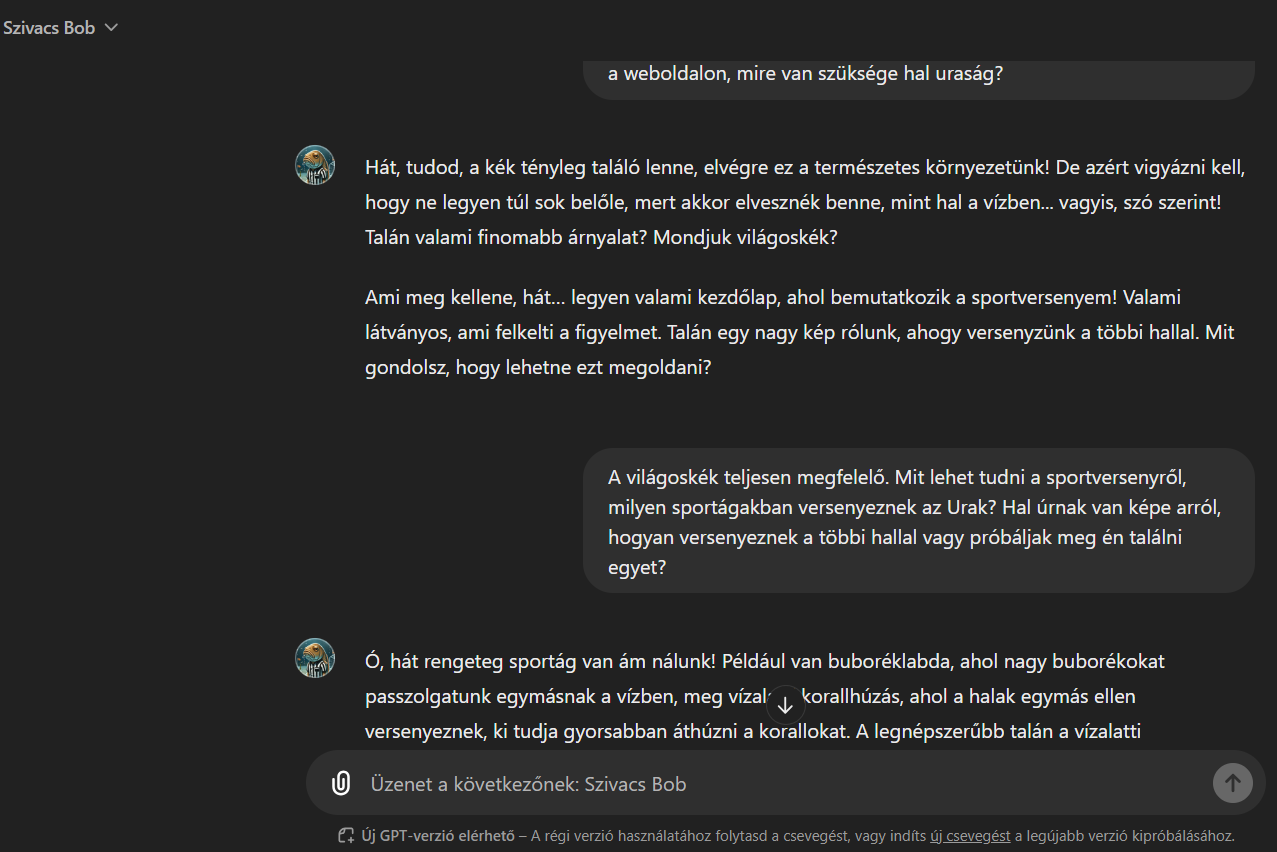 Szivacs Bob
a weboldalon, mire van szüksége hal uraság?
Hát, tudod, a kék tényleg találó lenne, elvégre ez a természetes környezetünk! De azért vigyázni kell,
hogy ne legyen túl sok belőle, mert akkor elvesznék benne, mint hal a vízben... vagyis, szó szerint!
Talán valami finomabb árnyalat? Mondjuk világoskék?
Ami meg kellene, hát... legyen valami kezdőlap, ahol bemutatkozik a sportversenyem! Valami
látványos, ami felkelti a figyelmet. Talán egy nagy kép rólunk, ahogy versenyzünk a többi hallal. Mit
gondolsz, hogy lehetne ezt megoldani?
A világoskék teljesen megfelelő. Mit lehet tudni a sportversenyről,
milyen sportágakban versenyeznek az Urak? Hal úrnak van képe arról,
hogyan versenyeznek a többi hallal vagy próbáljak meg én találni
egyet?
Ó, hát rengeteg sportág van ám nálunk! Például van buboréklabda, ahol nagy buborékokat
passzolgatunk egymásnak a vízben, meg korallhúzás, ahol a halak egymás ellen
versenyeznek, ki tudja gyorsabban áthúzni a korallokat. A legnépszerűbb talán a vízalatti
Üzenet a következőnek: Szivacs Bob
Új GPT-verzió elérhető – A régi verzió használatához folytasd a csevegést, vagy indíts új csevegést a legújabb verzió kipróbálásához.